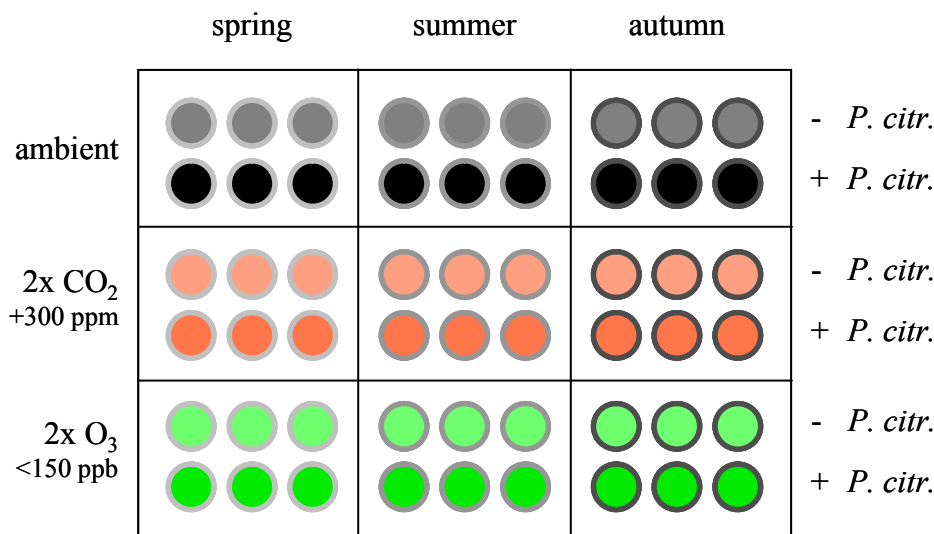 spring summer autumn
ambient
- P. citr.
+ P. citr.
2x CO₂
+300 ppm
- P. citr.
+ P. citr.
2x O₃
<150 ppb
- P. citr.
+ P. citr.